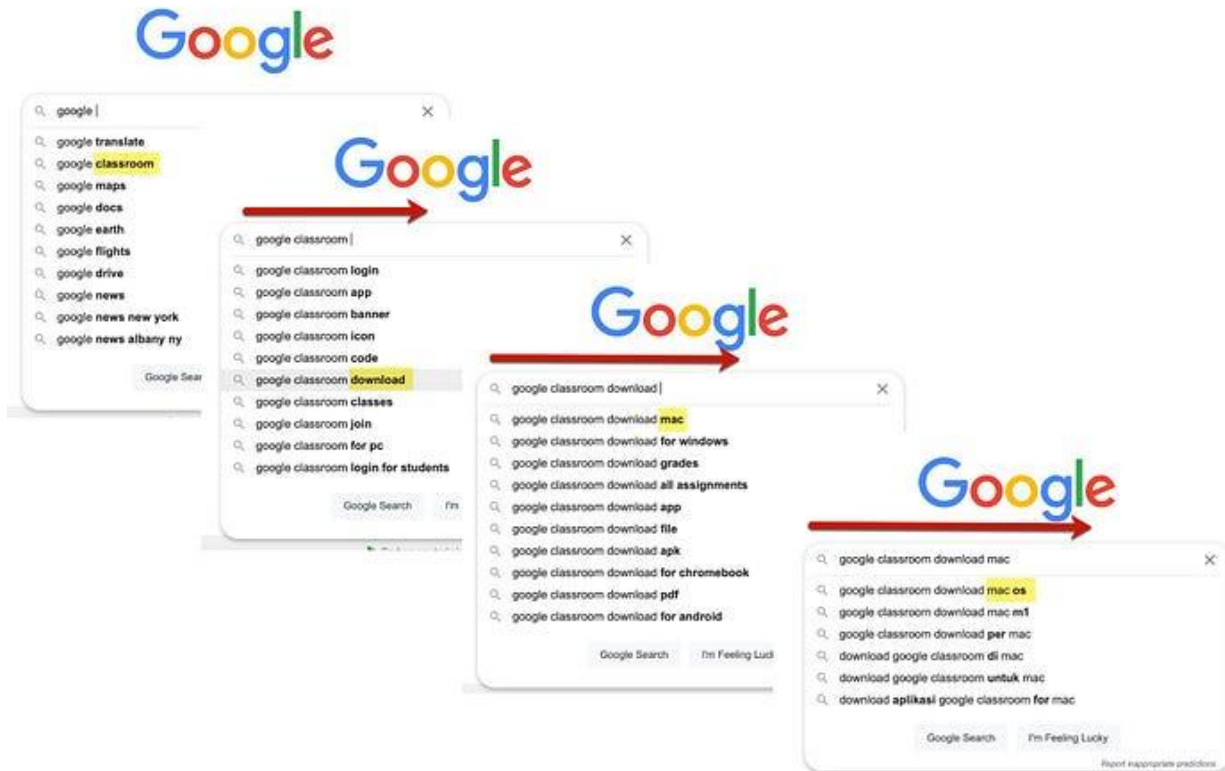 Google
google
google translate
google classroom
google maps
google docs
google earth
google flights
google drive
google news
google news new york
google news albany ny
Google Sear
Google
google classroom
google classroom login
google classroom app
google classroom banner
google classroom icon
google classroom code
google classroom download
google classroom classes
google classroom join
google classroom for pc
google classroom login for students
Google Search I'm
Google
google classroom download
google classroom download mac
google classroom download for windows
google classroom download grades
google classroom download all assignments
google classroom download app
google classroom download file
google classroom download apk
google classroom download for chromebook
google classroom download pdf
google classroom download for android
Google Search I'm Feeling Luc
Google
google classroom download mac
google classroom download mac os
google classroom download mac m1
google classroom download per mac
download google classroom di mac
download google classroom untuk mac
download aplikasi google classroom for mac
Google Search I'm Feeling Lucky
Report inappropriate predictions